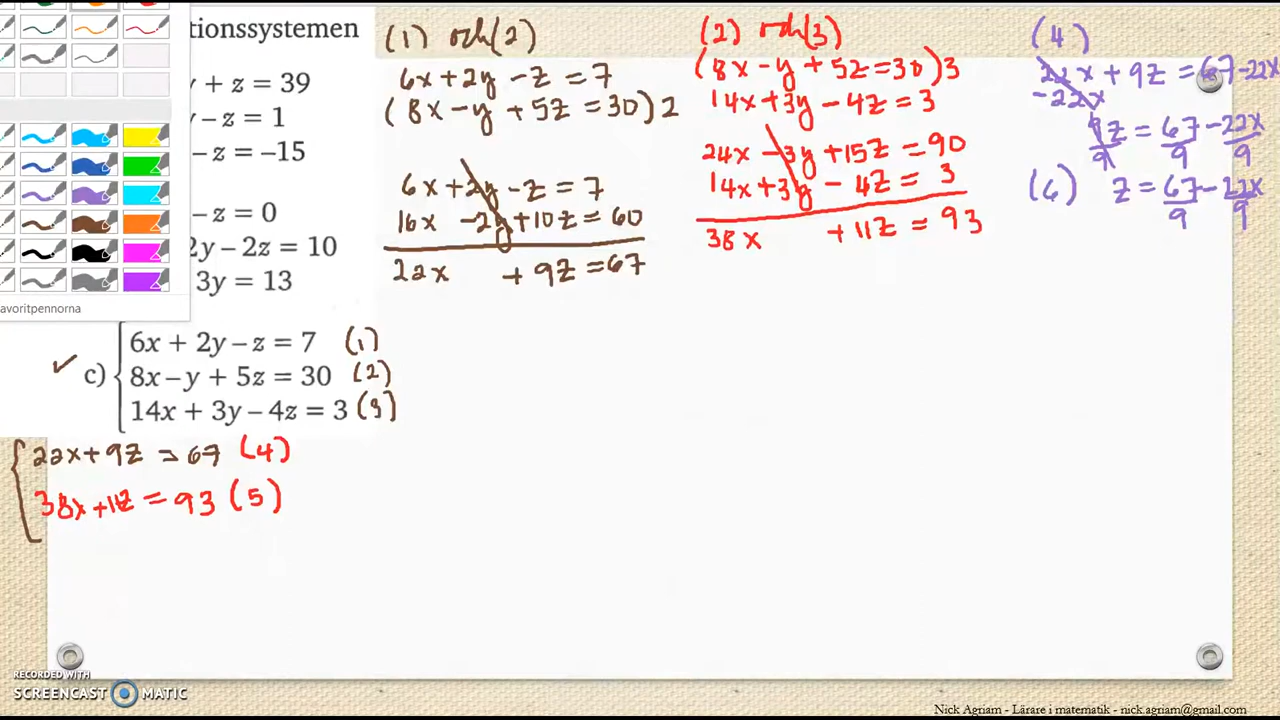 tionssystemen
y + z = 39
y − z = 1
− z = −15
− z = 0
2y − 2z = 10
3y = 13
avoritpennorna
✓ c)
6x + 2y − z = 7 (1)
8x − y + 5z = 30 (2)
14x + 3y − 4z = 3 (3)
22x + 9z = 67 (4)
38x + 11z = 93 (5)
(1) och (2)
6x + 2y − z = 7
(8x − y + 5z = 30) 2
6x + 2y − z = 7
16x − 2y + 10z = 60
22x + 9z = 67
(2) och (3)
(8x − y + 5z = 30) 3
14x + 3y − 4z = 3
24x − 3y + 15z = 90
14x + 3y − 4z = 3
38x + 11z = 93
(4)
22x + 9z = 67 − 22x
−22x
9z/9 = 67/9 − 22x/9
(6) z = 67/9 − 22x/9
RECORDED WITH
SCREENCAST MATIC
Nick Agriam - Lärare i matematik - nick.agriam@gmail.com